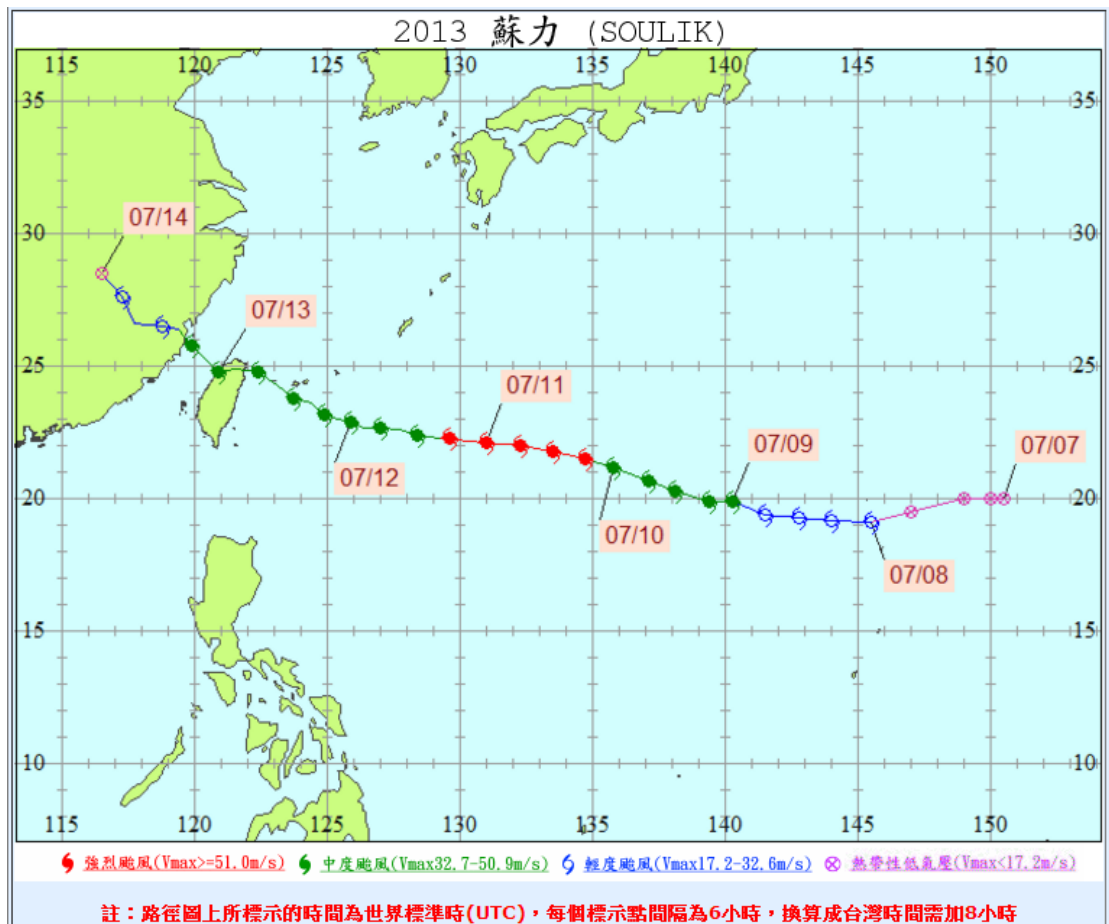 2013 蘇力 (SOULIK)
115 120 125 130 135 140 145 150
35 35
07/14
30 30
07/13
25 25
07/11
07/12
07/09
07/07
20 20
07/10
07/08
15 15
10 10
115 120 125 130 135 140 145 150
強烈颱風(Vmax>=51.0m/s) 中度颱風(Vmax32.7-50.9m/s) 輕度颱風(Vmax17.2-32.6m/s) 熱帶性低氣壓(Vmax<17.2m/s)
註：路徑圖上所標示的時間為世界標準時(UTC)，每個標示點間隔為6小時，換算成台灣時間需加8小時